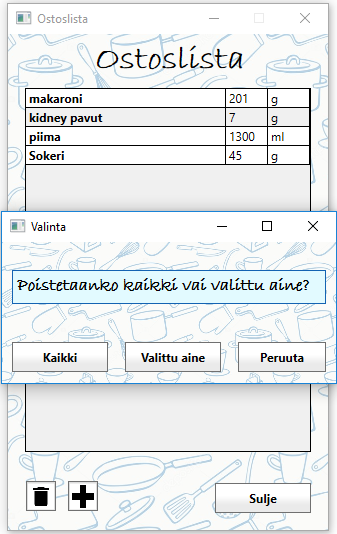 Ostoslista
Ostoslista
makaroni 201 g
kidney pavut 7 g
piima 1300 ml
Sokeri 45 g
Valinta
Poistetaanko kaikki vai valittu aine?
Kaikki Valittu aine Peruuta
Sulje